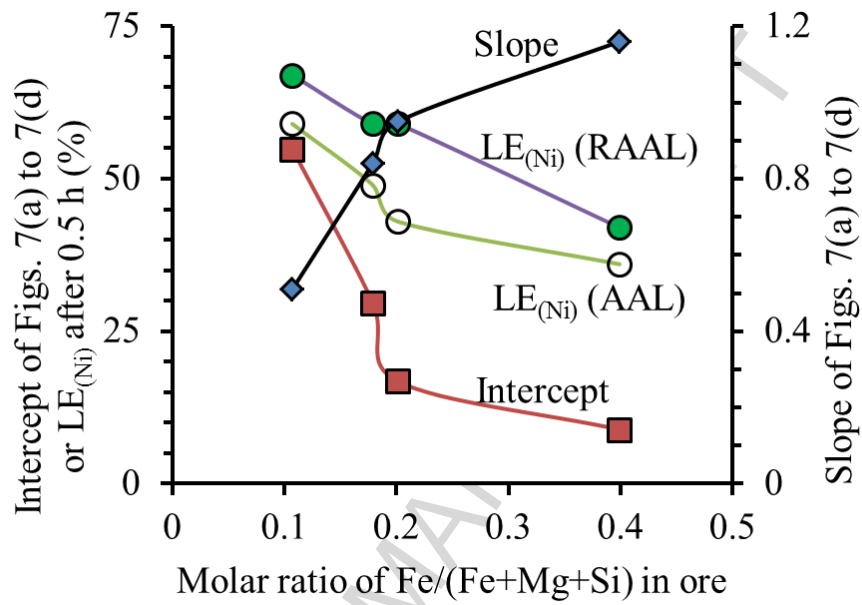 75
50
25
0
Intercept of Figs. 7(a) to 7(d)
or LE(Ni) after 0.5 h (%)
Slope
LE(Ni) (RAAL)
LE(Ni) (AAL)
Intercept
1.2
0.8
0.4
0
Slope of Figs. 7(a) to 7(d)
0 0.1 0.2 0.3 0.4 0.5
Molar ratio of Fe/(Fe+Mg+Si) in ore